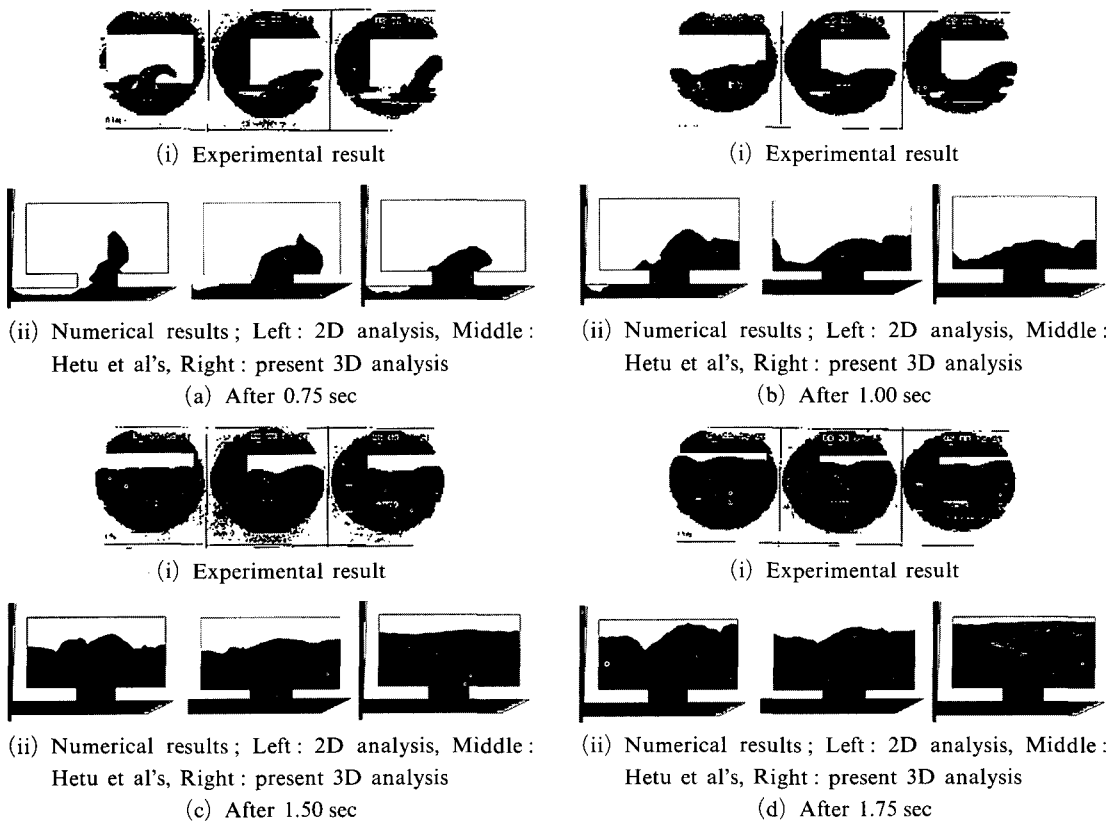 (i) Experimental result
(ii) Numerical results; Left: 2D analysis, Middle:
Hetu et al's, Right: present 3D analysis
(a) After 0.75 sec
(i) Experimental result
(ii) Numerical results; Left: 2D analysis, Middle:
Hetu et al's, Right: present 3D analysis
(b) After 1.00 sec
(i) Experimental result
(ii) Numerical results; Left: 2D analysis, Middle:
Hetu et al's, Right: present 3D analysis
(c) After 1.50 sec
(i) Experimental result
(ii) Numerical results; Left: 2D analysis, Middle:
Hetu et al's, Right: present 3D analysis
(d) After 1.75 sec